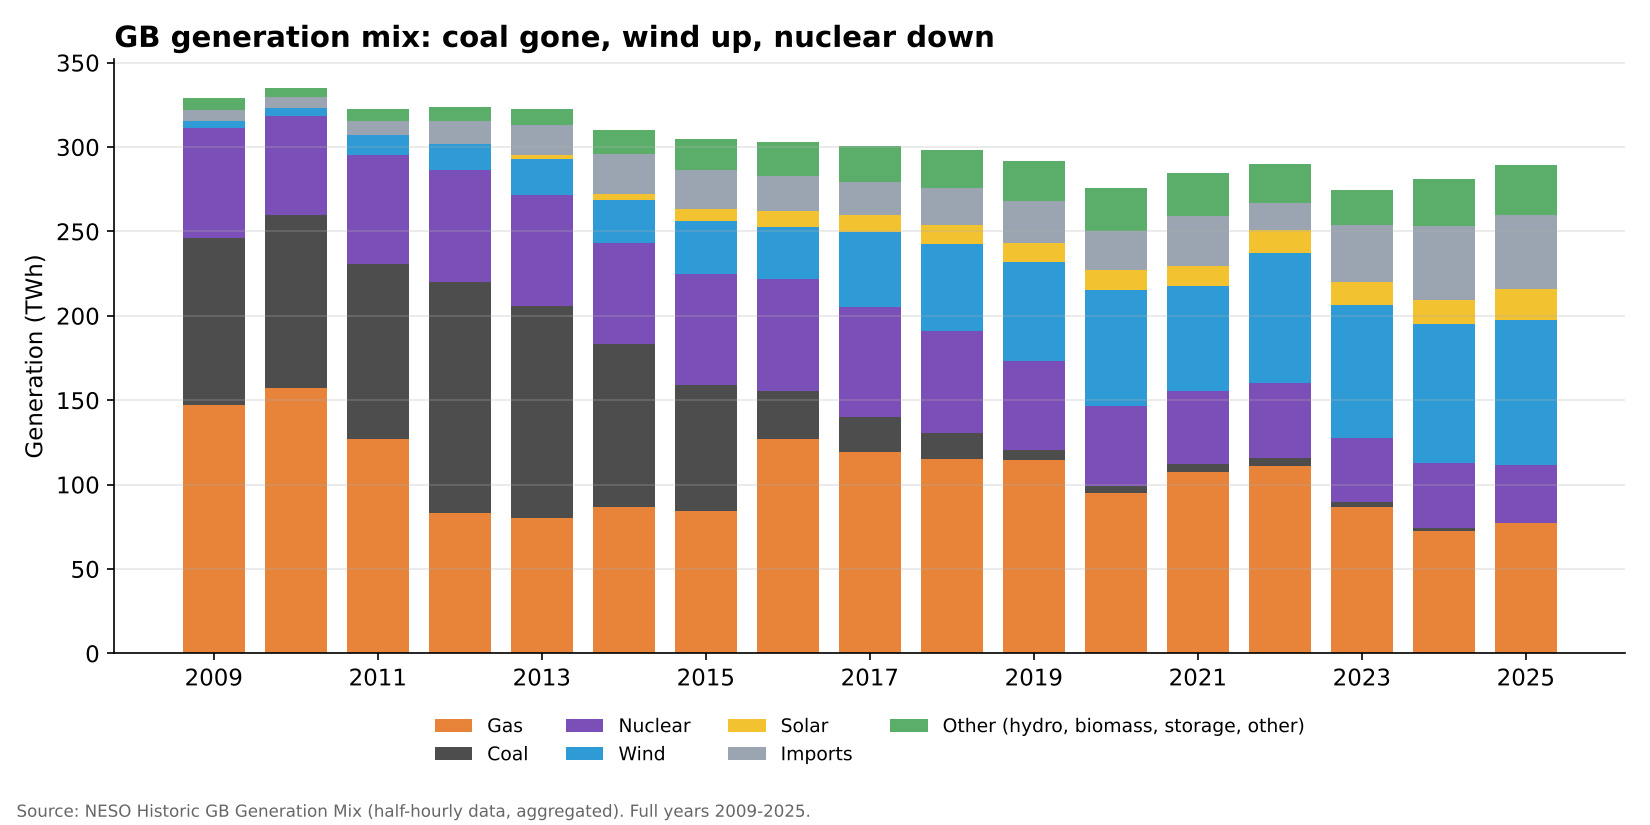 GB generation mix: coal gone, wind up, nuclear down
Generation (TWh)
350
300
250
200
150
100
50
0
2009 2011 2013 2015 2017 2019 2021 2023 2025
Gas Nuclear Solar Other (hydro, biomass, storage, other)
Coal Wind Imports
Source: NESO Historic GB Generation Mix (half-hourly data, aggregated). Full years 2009-2025.